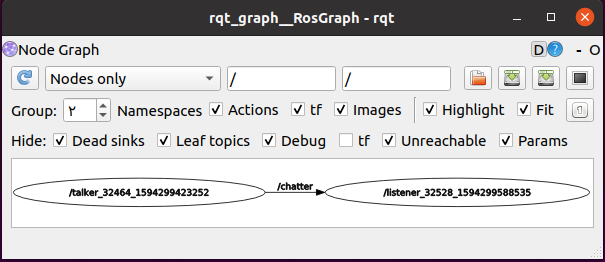 rqt_graph__RosGraph - rqt
Node Graph D ? - O
Nodes only / /
Group: ٢ Namespaces Actions tf Images Highlight Fit
Hide: Dead sinks Leaf topics Debug tf Unreachable Params
/chatter
/talker_32464_1594299423252 /listener_32528_1594299588535